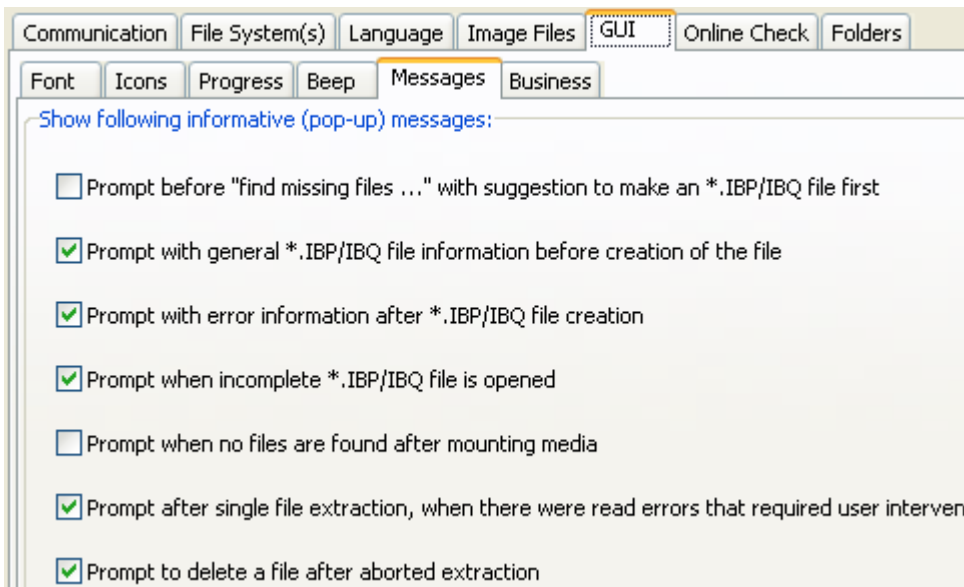 Communication File System(s) Language Image Files GUI Online Check Folders
Font Icons Progress Beep Messages Business
Show following informative (pop-up) messages:
Prompt before "find missing files ..." with suggestion to make an *.IBP/IBQ file first
Prompt with general *.IBP/IBQ file information before creation of the file
Prompt with error information after *.IBP/IBQ file creation
Prompt when incomplete *.IBP/IBQ file is opened
Prompt when no files are found after mounting media
Prompt after single file extraction, when there were read errors that required user interven
Prompt to delete a file after aborted extraction